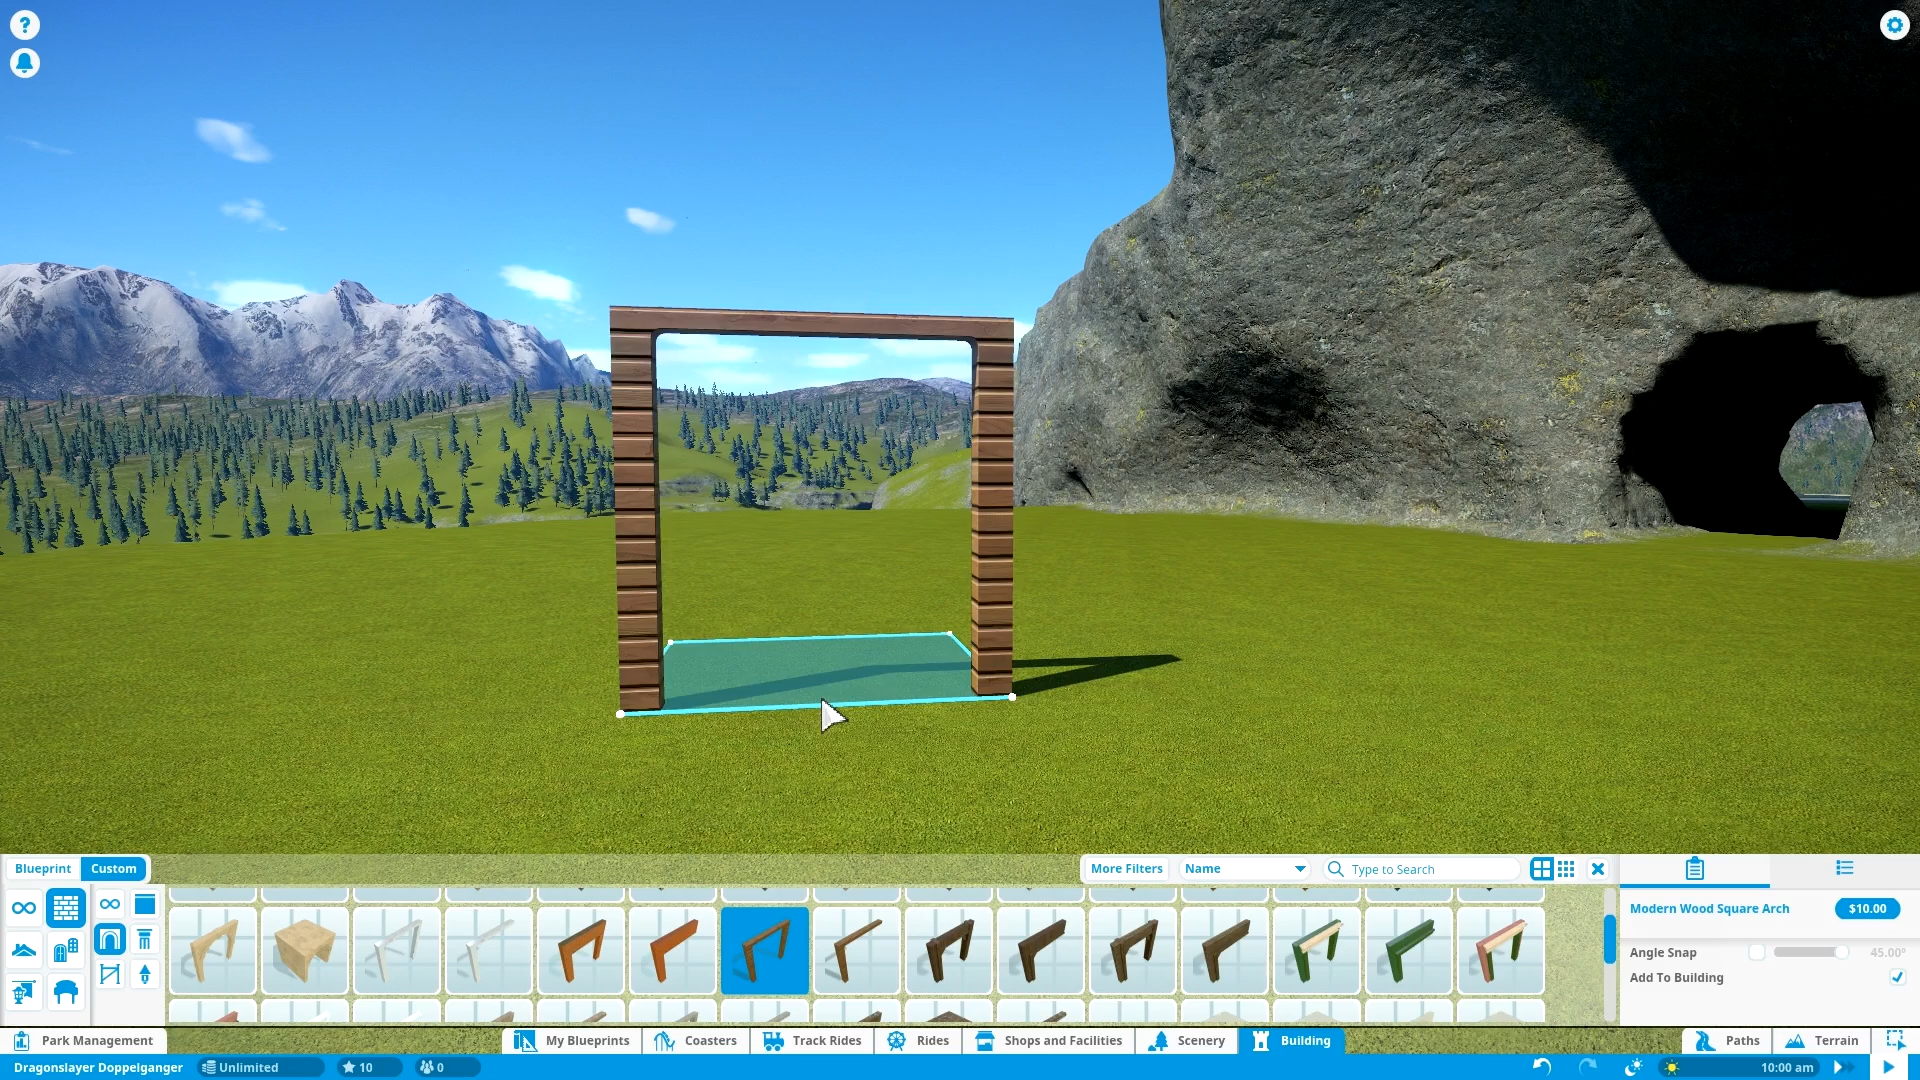 ?
Blueprint Custom More Filters Name Type to Search
Modern Wood Square Arch $10.00
Angle Snap 45.00°
Add To Building
Park Management My Blueprints Coasters Track Rides Rides Shops and Facilities Scenery Building Paths Terrain
Dragonslayer Doppelganger Unlimited 10 0 10:00 am